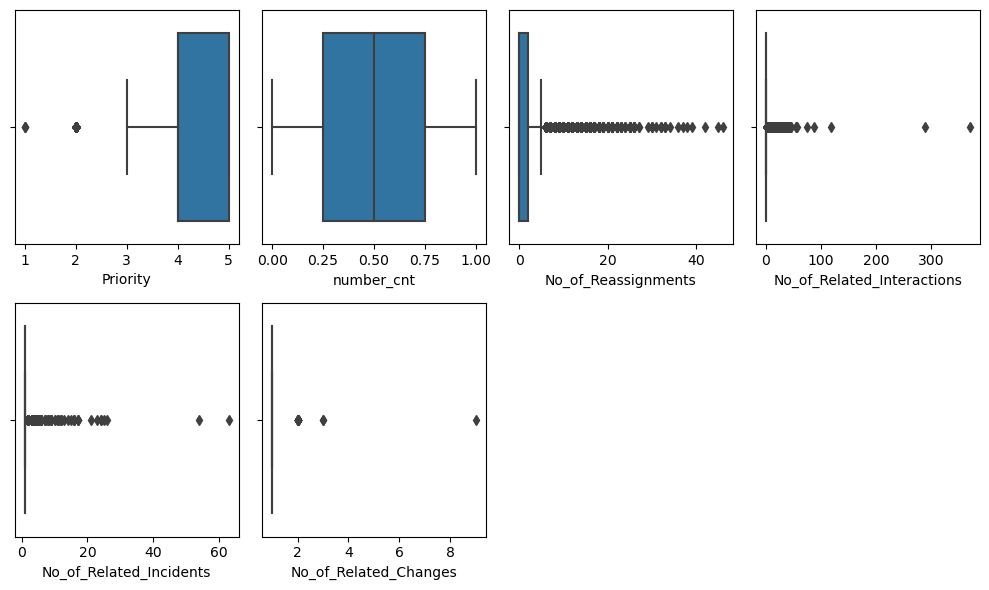 1 2 3 4 5
Priority
0.00 0.25 0.50 0.75 1.00
number_cnt
0 20 40
No_of_Reassignments
0 100 200 300
No_of_Related_Interactions
0 20 40 60
No_of_Related_Incidents
2 4 6 8
No_of_Related_Changes